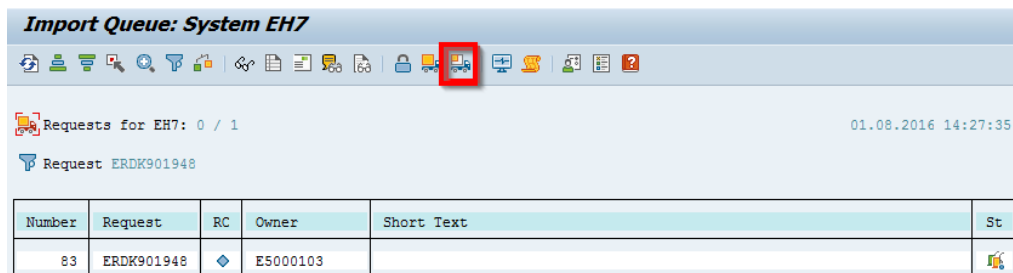 Import Queue: System EH7
Requests for EH7: 0 / 1 01.08.2016 14:27:35
Request ERDK901948
Number Request RC Owner Short Text St
83 ERDK901948 E5000103